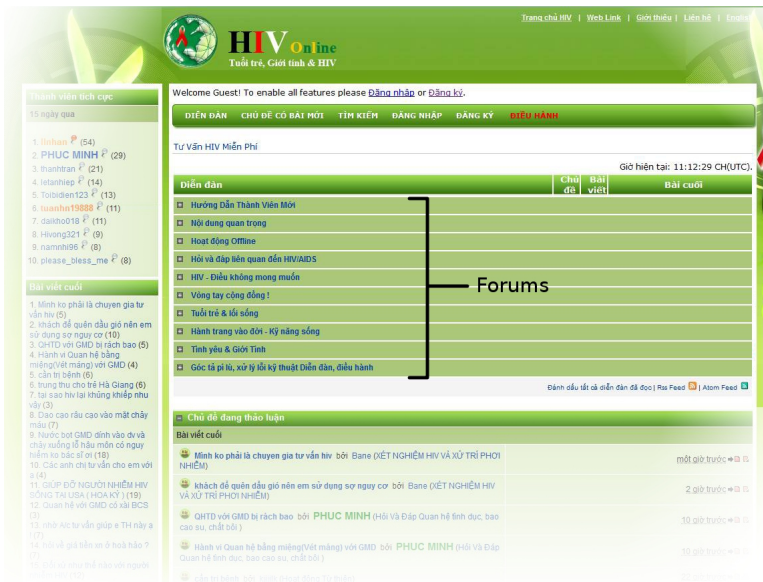 Trang chủ HIV | Web Link | Giới thiệu | Liên hệ | English
HIV Online
Tuổi trẻ, Giới tính & HIV
Thành viên tích cực
15 ngày qua
1. linhan (54)
2. PHUC MINH (29)
3. thanhtran (21)
4. letanhiep (14)
5. Toibidien123 (13)
6. tuanhn19888 (11)
7. daikho018 (11)
8. Hivong321 (9)
9. namnhi96 (8)
10. please_bless_me (8)
Bài viết cuối
1. Mình ko phải là chuyen gia tư
vấn hiv (5)
2. khách đề quên dầu gió nên em
sử dụng sợ nguy cơ (10)
3. QHTD với GMD bị rách bao (5)
4. Hành vi Quan hệ bằng
miệng(Vét máng) với GMD (4)
5. cần trị bệnh (6)
6. trung thu cho trẻ Hà Giang (6)
7. tại sao hiv lại khủng khiếp như
vậy (3)
8. Dao cạo râu cạo vào mặt chảy
máu (7)
9. Nước bọt GMD dính vào dv và
chảy xuống lỗ hậu môn có nguy
hiểm ko bác sĩ ơi (18)
10. Các anh chị tư vấn cho em với
ạ (4)
11. GIÚP ĐỠ NGƯỜI NHIỄM HIV
SỐNG TẠI USA ( HOA KỲ ) (19)
12. Quan hệ với GMD có xài BCS
(3)
13. nhờ A/c tư vấn giúp e TH này ạ
(7)
Welcome Guest! To enable all features please Đăng nhập or Đăng ký.
DIỄN ĐÀN CHỦ ĐỀ CÓ BÀI MỚI TÌM KIẾM ĐĂNG NHẬP ĐĂNG KÝ ĐIỀU HÀNH
Tư Vấn HIV Miễn Phí
Giờ hiện tại: 11:12:29 CH(UTC).
Diễn đàn Chủ đề Bài viết Bài cuối
Hướng Dẫn Thành Viên Mới
Nội dung quan trọng
Hoạt động Offline
Hỏi và đáp liên quan đến HIV/AIDS
HIV - Điều không mong muốn
Vòng tay cộng đồng !
Tuổi trẻ & lối sống
Hành trang vào đời - Kỹ năng sống
Tình yêu & Giới Tính
Góc tả pí lù, xử lý lỗi kỹ thuật Diễn đàn, điều hành
Forums
Đánh dấu tất cả diễn đàn đã đọc | Rss Feed | Atom Feed
Chủ đề đang thảo luận
Bài viết cuối
Mình ko phải là chuyen gia tư vấn hiv bởi Bane (XÉT NGHIỆM HIV VÀ XỬ TRÍ PHƠI
NHIỄM)
một giờ trước
khách đề quên dầu gió nên em sử dụng sợ nguy cơ bởi Bane (XÉT NGHIỆM HIV
VÀ XỬ TRÍ PHƠI NHIỄM)
2 giờ trước
QHTD với GMD bị rách bao bởi PHUC MINH (Hỏi Và Đáp Quan hệ tình dục, bao
cao su, chất bôi )
10 giờ trước
Hành vi Quan hệ bằng miệng(Vét máng) với GMD bởi PHUC MINH (Hỏi Và Đáp
Quan hệ tình dục, bao cao su, chất bôi )
10 giờ trước